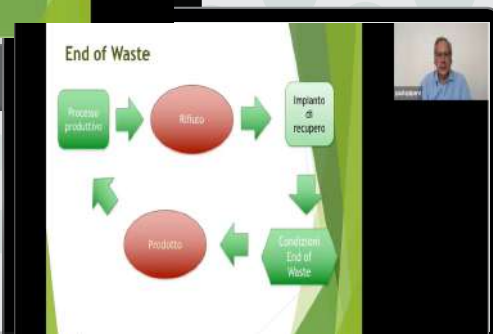 End of Waste
Processo
produttivo
Rifiuto
Impianto
di
recupero
Prodotto
Condizioni
End of
Waste